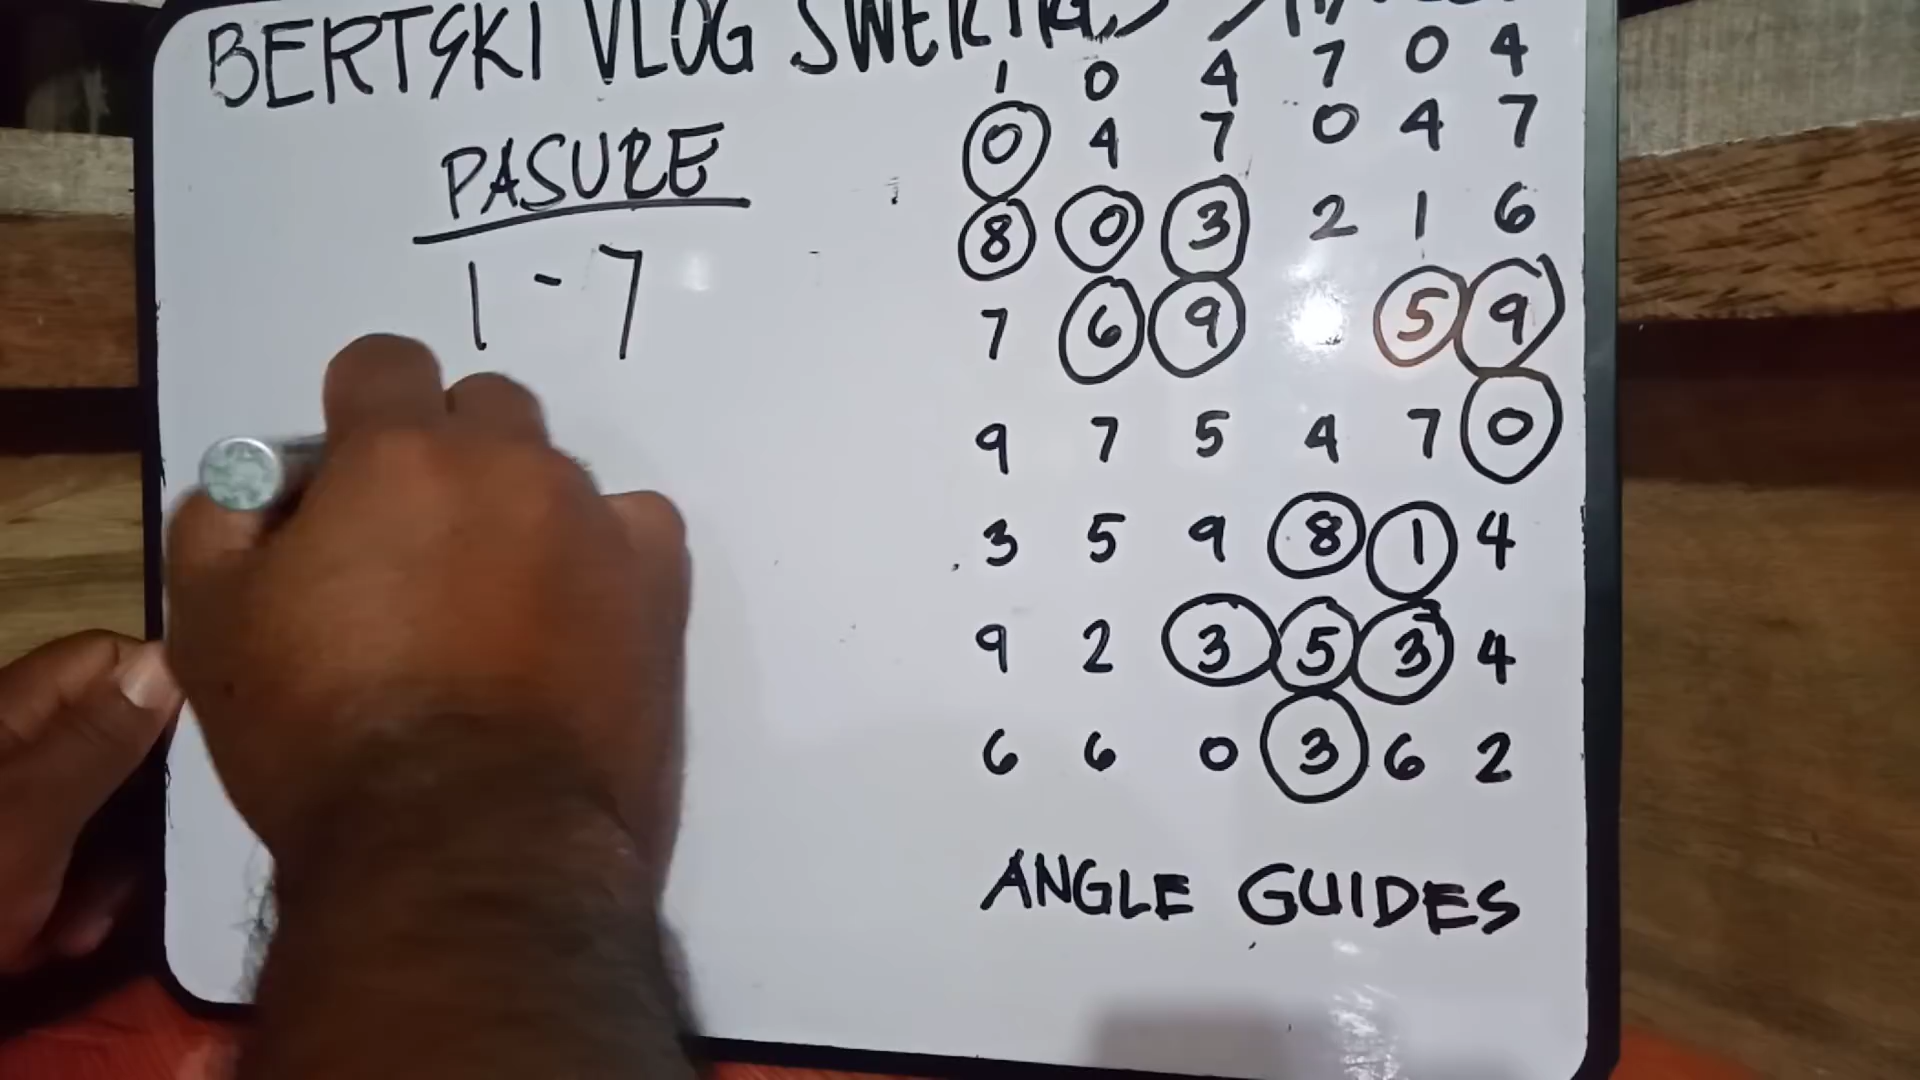 BERTSKI VLOG SWERTRES
PASURE
1 - 7
1 0 4 7 0 4
0 4 7 0 4 7
8 0 3 2 1 6
7 6 9 5 9
9 7 5 4 7 0
3 5 9 8 1 4
9 2 3 5 3 4
6 6 0 3 6 2
ANGLE GUIDES